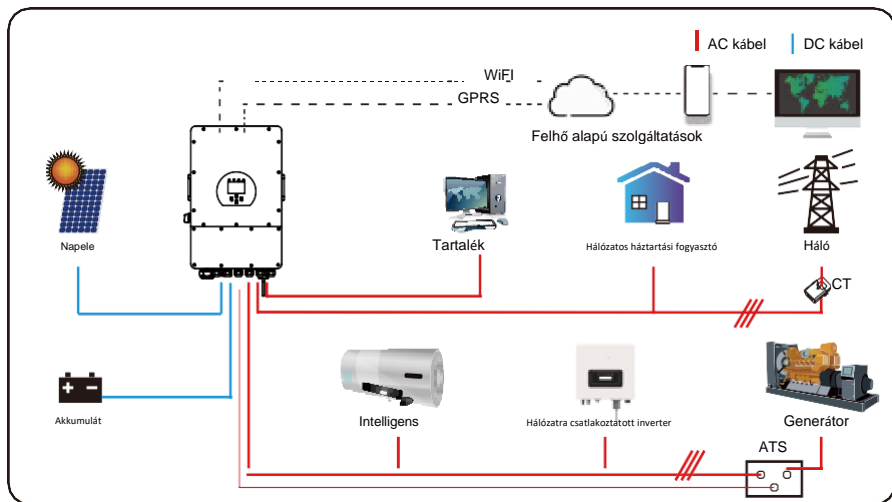 AC kábel
DC kábel
WiFI
GPRS
Felhő alapú szolgáltatások
Napele
Tartalék
Hálózatos háztartási fogyasztó
Háló
CT
Akkumulát
Intelligens
Hálózatra csatlakoztatott inverter
Generátor
ATS